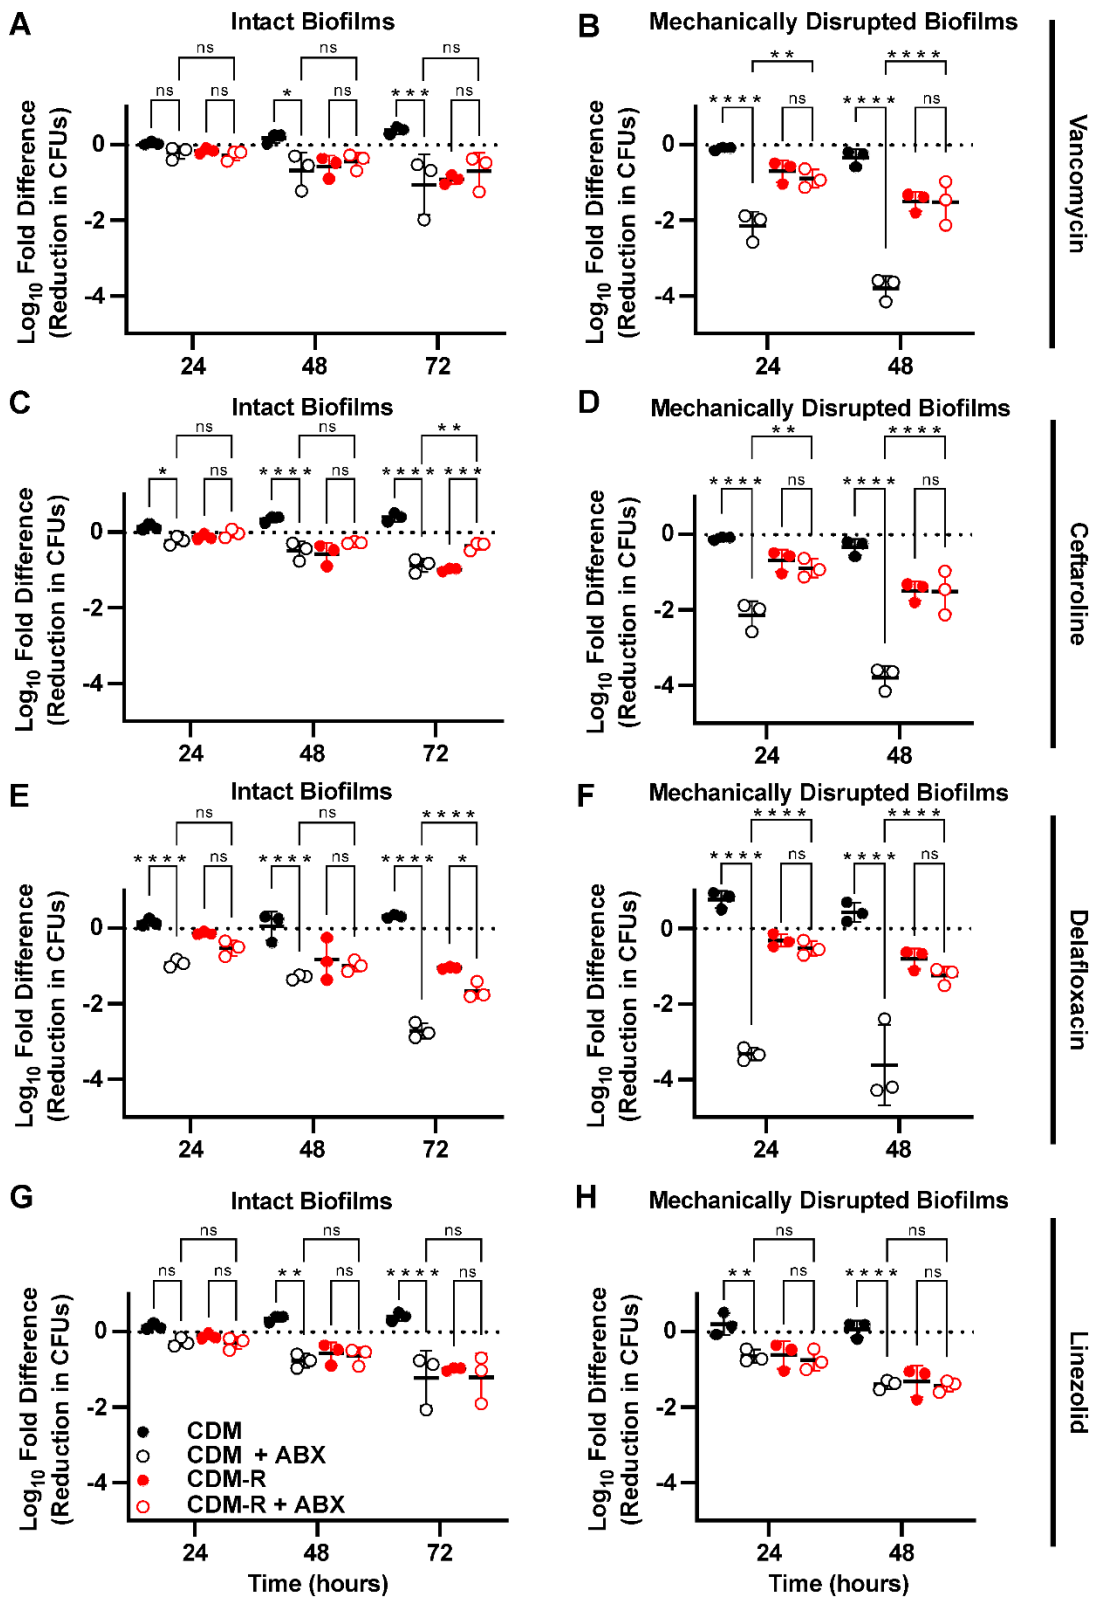 A
Intact Biofilms
B
Mechanically Disrupted Biofilms
ns
ns
ns
ns
ns
ns
* 
ns
* * *
ns
* *
* * * *
* * * *
ns
* * * *
ns
Log10 Fold Difference
(Reduction in CFUs)
0
-2
-4
24
48
72
Log10 Fold Difference
(Reduction in CFUs)
0
-2
-4
24
48
Vancomycin
C
Intact Biofilms
D
Mechanically Disrupted Biofilms
ns
ns
* *
*
ns
* * * *
ns
* * * *
* * *
* *
* * * *
* * * *
ns
* * * *
ns
Log10 Fold Difference
(Reduction in CFUs)
0
-2
-4
24
48
72
Log10 Fold Difference
(Reduction in CFUs)
0
-2
-4
24
48
Ceftaroline
E
Intact Biofilms
F
Mechanically Disrupted Biofilms
ns
ns
* * * *
* * * *
ns
* * * *
ns
* * * *
*
* * * *
* * * *
* * * *
ns
* * * *
ns
Log10 Fold Difference
(Reduction in CFUs)
0
-2
-4
24
48
72
Log10 Fold Difference
(Reduction in CFUs)
0
-2
-4
24
48
Delafloxacin
G
Intact Biofilms
H
Mechanically Disrupted Biofilms
ns
ns
ns
ns
ns
* *
ns
* * * *
ns
ns
ns
* *
ns
* * * *
ns
Log10 Fold Difference
(Reduction in CFUs)
0
-2
-4
CDM
CDM + ABX
CDM-R
CDM-R + ABX
24
48
72
Time (hours)
Log10 Fold Difference
(Reduction in CFUs)
0
-2
-4
24
48
Time (hours)
Linezolid